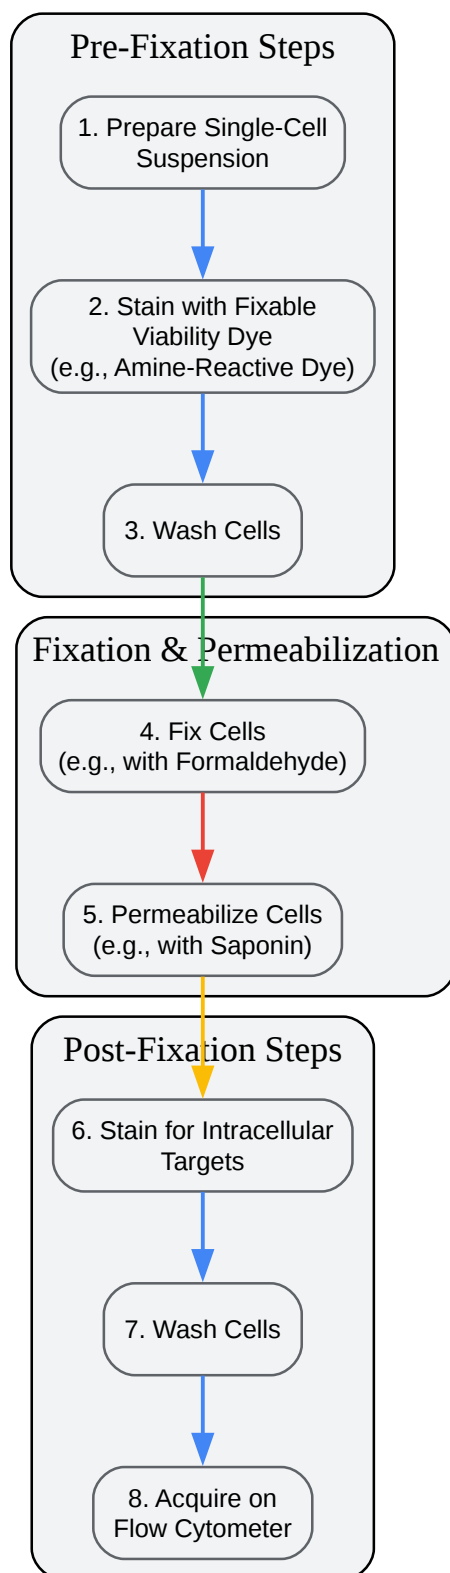 Pre-Fixation Steps
1. Prepare Single-Cell
Suspension
2. Stain with Fixable
Viability Dye
(e.g., Amine-Reactive Dye)
3. Wash Cells
Fixation & Permeabilization
4. Fix Cells
(e.g., with Formaldehyde)
5. Permeabilize Cells
(e.g., with Saponin)
Post-Fixation Steps
6. Stain for Intracellular
Targets
7. Wash Cells
8. Acquire on
Flow Cytometer